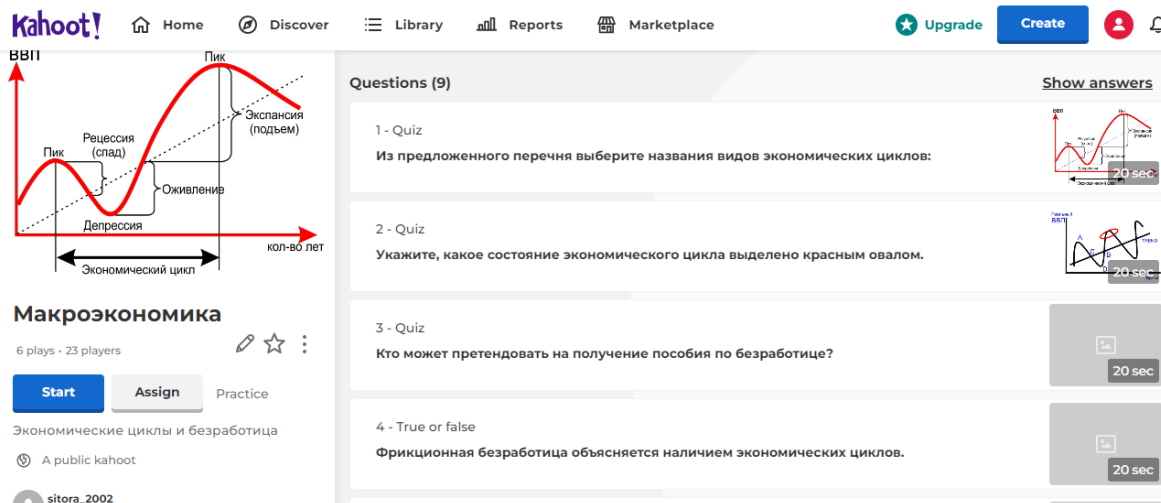 Kahoot!
Home
Discover
Library
Reports
Marketplace
Upgrade
Create
ВВП
Пик
Экспансия
(подъем)
Рецессия
(спад)
Пик
Оживление
Депрессия
кол-во лет
Экономический цикл
Макроэкономика
6 plays · 23 players
Start
Assign
Practice
Экономические циклы и безработица
A public kahoot
sitora_2002
Questions (9)
Show answers
1 - Quiz
Из предложенного перечня выберите названия видов экономических циклов:
20 sec
2 - Quiz
Укажите, какое состояние экономического цикла выделено красным овалом.
20 sec
3 - Quiz
Кто может претендовать на получение пособия по безработице?
20 sec
4 - True or false
Фрикционная безработица объясняется наличием экономических циклов.
20 sec